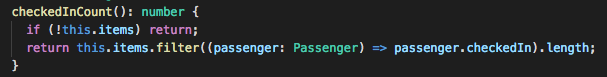 checkedInCount(): number {
  if (!this.items) return;
  return this.items.filter((passenger: Passenger) => passenger.checkedIn).length;
}